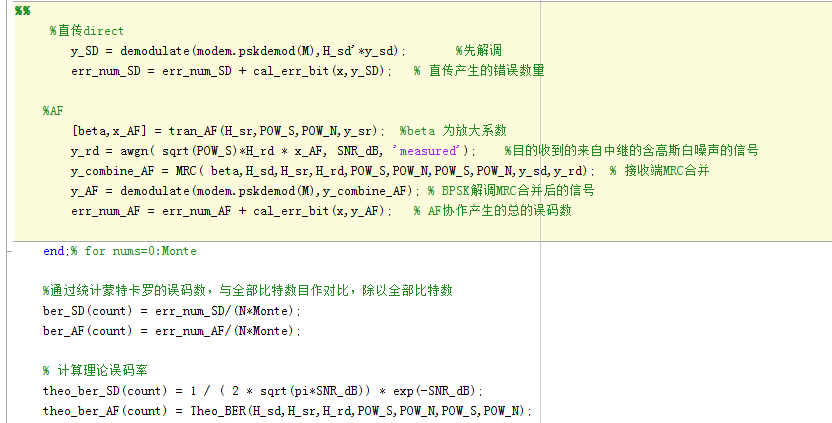 %%
%直传direct
y_SD = demodulate(modem.pskdemod(M),H_sd'*y_sd);     %先解调
err_num_SD = err_num_SD + cal_err_bit(x,y_SD);   % 直传产生的错误数量
%AF
[beta,x_AF] = tran_AF(H_sr,POW_S,POW_N,y_sr);  %beta 为放大系数
y_rd = awgn( sqrt(POW_S)*H_rd * x_AF, SNR_dB, 'measured');    %目的收到的来自中继的含高斯白噪声的信号
y_combine_AF = MRC( beta,H_sd,H_sr,H_rd,POW_S,POW_N,POW_S,POW_N,y_sd,y_rd);  % 接收端MRC合并
y_AF = demodulate(modem.pskdemod(M),y_combine_AF); % BPSK解调MRC合并后的信号
err_num_AF = err_num_AF + cal_err_bit(x,y_AF);   % AF协作产生的总的误码数
end;% for nums=0:Monte
%通过统计蒙特卡罗的误码数，与全部比特数目作对比，除以全部比特数
ber_SD(count) = err_num_SD/(N*Monte);
ber_AF(count) = err_num_AF/(N*Monte);
% 计算理论误码率
theo_ber_SD(count) = 1 / ( 2 * sqrt(pi*SNR_dB)) * exp(-SNR_dB);
theo_ber_AF(count) = Theo_BER(H_sd,H_sr,H_rd,POW_S,POW_N,POW_S,POW_N);